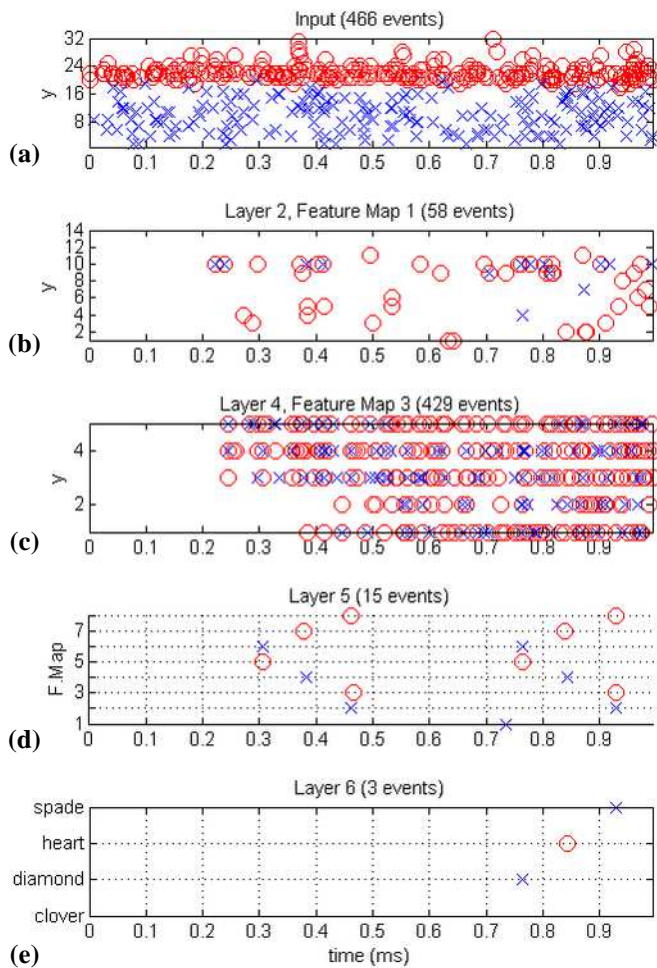 Input (466 events)
32
24
16
8
y
(a)
0 0.1 0.2 0.3 0.4 0.5 0.6 0.7 0.8 0.9
Layer 2, Feature Map 1 (58 events)
14
12
10
8
6
4
2
y
(b)
0 0.1 0.2 0.3 0.4 0.5 0.6 0.7 0.8 0.9
Layer 4, Feature Map 3 (429 events)
4
2
y
(c)
0 0.1 0.2 0.3 0.4 0.5 0.6 0.7 0.8 0.9
Layer 5 (15 events)
7
5
3
1
F.Map
(d)
0 0.1 0.2 0.3 0.4 0.5 0.6 0.7 0.8 0.9
Layer 6 (3 events)
spade
heart
diamond
clover
(e)
0 0.1 0.2 0.3 0.4 0.5 0.6 0.7 0.8 0.9
time (ms)